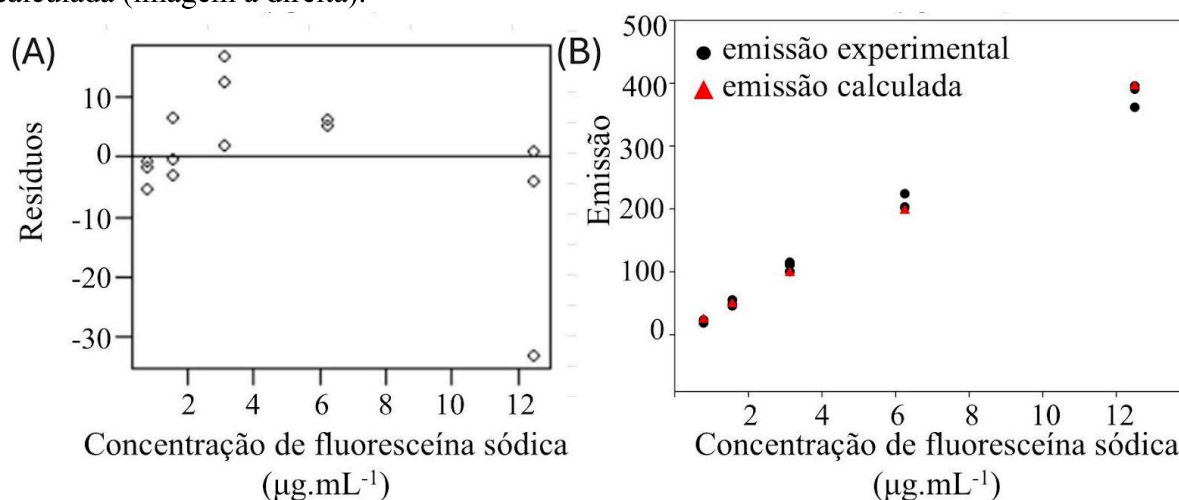 calculada (imagem à direita).
(A)
Resíduos
10
0
-10
-20
-30
2 4 6 8 10 12
Concentração de fluoresceína sódica
(µg.mL-1)
(B)
emissão experimental
emissão calculada
Emissão
500
400
300
200
100
0
2 4 6 8 10 12
Concentração de fluoresceína sódica
(µg.mL-1)